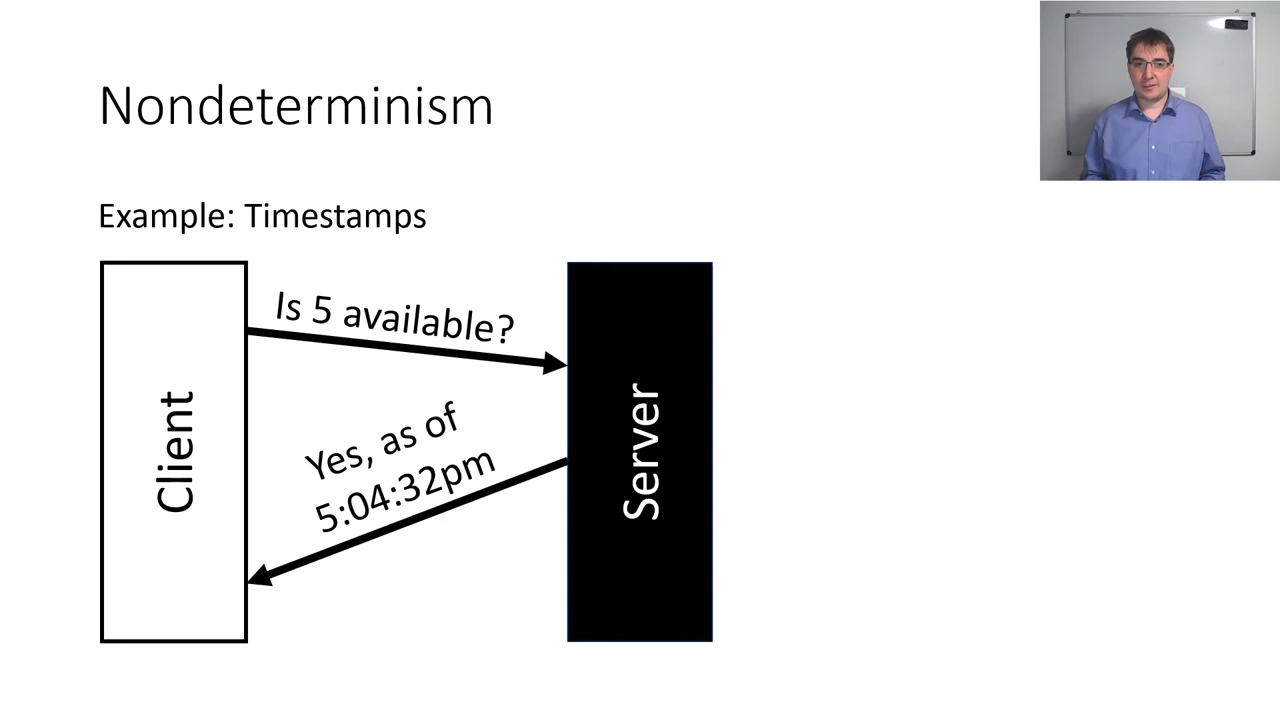 Nondeterminism
Example: Timestamps
Client
Is 5 available?
Yes, as of
5:04:32pm
Server